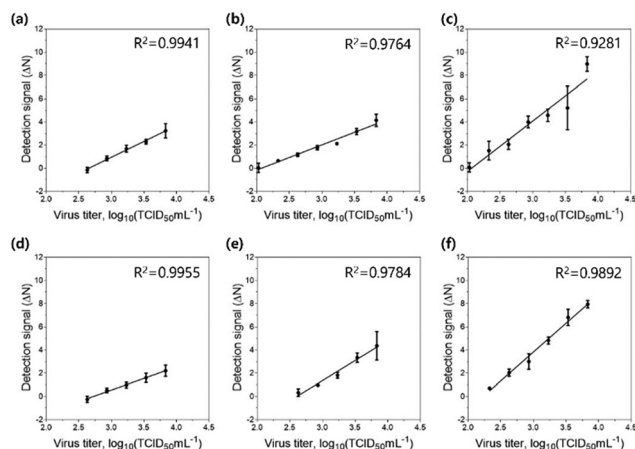 (a)
R²=0.9941
Detection signal (ΔN)
12
10
8
6
4
2
0
-2
2.0 2.5 3.0 3.5 4.0 4.5
Virus titer, log₁₀(TCID₅₀mL⁻¹)
(b)
R²=0.9764
Detection signal (ΔN)
12
10
8
6
4
2
0
-2
2.0 2.5 3.0 3.5 4.0 4.5
Virus titer, log₁₀(TCID₅₀mL⁻¹)
(c)
R²=0.9281
Detection signal (ΔN)
12
10
8
6
4
2
0
-2
2.0 2.5 3.0 3.5 4.0 4.5
Virus titer, log₁₀(TCID₅₀mL⁻¹)
(d)
R²=0.9955
Detection signal (ΔN)
12
10
8
6
4
2
0
-2
2.0 2.5 3.0 3.5 4.0 4.5
Virus titer, log₁₀(TCID₅₀mL⁻¹)
(e)
R²=0.9784
Detection signal (ΔN)
12
10
8
6
4
2
0
-2
2.0 2.5 3.0 3.5 4.0 4.5
Virus titer, log₁₀(TCID₅₀mL⁻¹)
(f)
R²=0.9892
Detection signal (ΔN)
12
10
8
6
4
2
0
-2
2.0 2.5 3.0 3.5 4.0 4.5
Virus titer, log₁₀(TCID₅₀mL⁻¹)